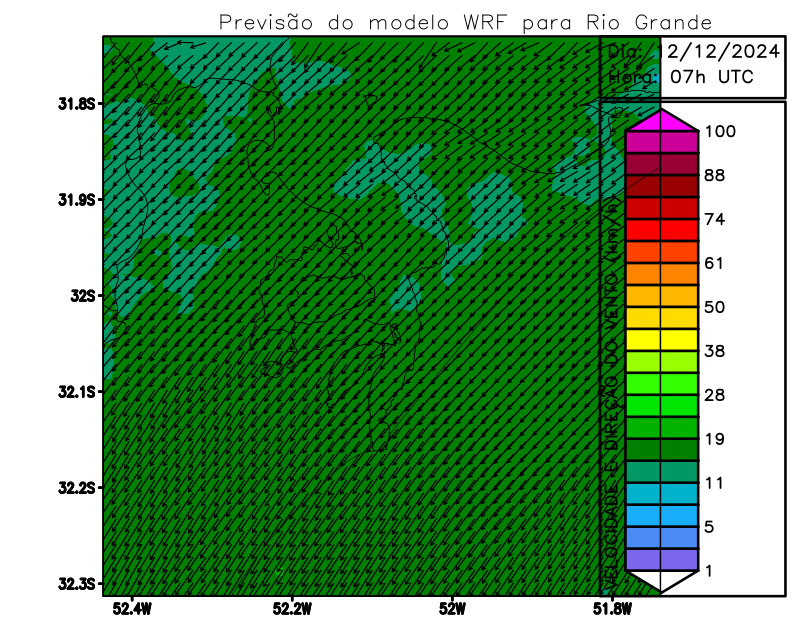 Previsão do modelo WRF para Rio Grande
Dia: 12/12/2024
Hora: 07h UTC
31.8S
31.9S
32S
32.1S
32.2S
32.3S
52.4W
52.2W
52W
51.8W
VELOCIDADE E DIREÇÃO DO VENTO (km/h)
100
88
74
61
50
38
28
19
11
5
1